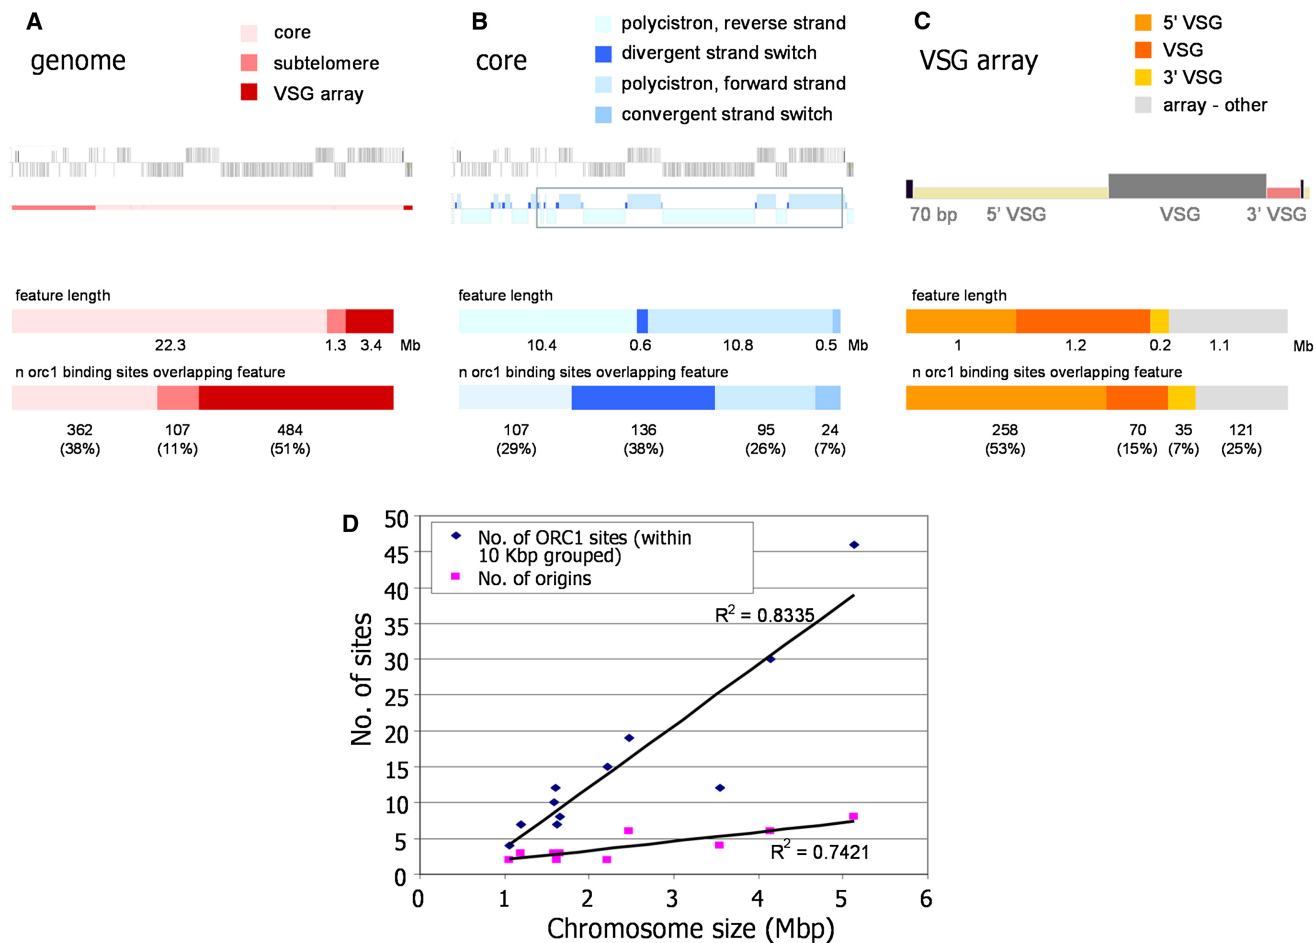 A
genome
core
subtelomere
VSG array
feature length
22.3 1.3 3.4 Mb
n orc1 binding sites overlapping feature
362 107 484
(38%) (11%) (51%)
B
core
polycistron, reverse strand
divergent strand switch
polycistron, forward strand
convergent strand switch
feature length
10.4 0.6 10.8 0.5 Mb
n orc1 binding sites overlapping feature
107 136 95 24
(29%) (38%) (26%) (7%)
C
VSG array
5' VSG
VSG
3' VSG
array - other
70 bp 5' VSG VSG 3' VSG
feature length
1 1.2 0.2 1.1 Mb
n orc1 binding sites overlapping feature
258 70 35 121
(53%) (15%) (7%) (25%)
D
No. of ORC1 sites (within
10 Kbp grouped)
No. of origins
R² = 0.8335
R² = 0.7421
No. of sites
50
45
40
35
30
25
20
15
10
5
0
0 1 2 3 4 5 6
Chromosome size (Mbp)